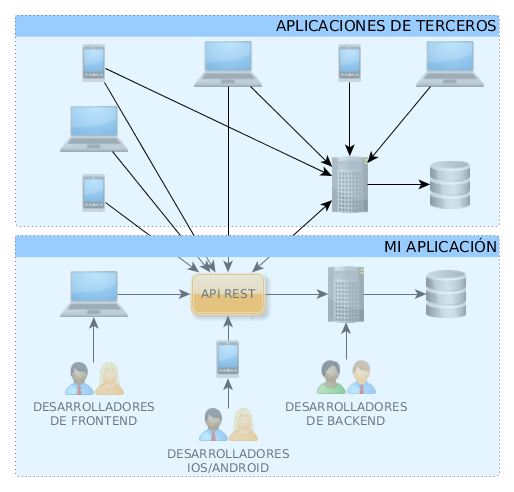 APLICACIONES DE TERCEROS
MI APLICACIÓN
API REST
DESARROLLADORES
DE FRONTEND
DESARROLLADORES
DE BACKEND
DESARROLLADORES
IOS/ANDROID